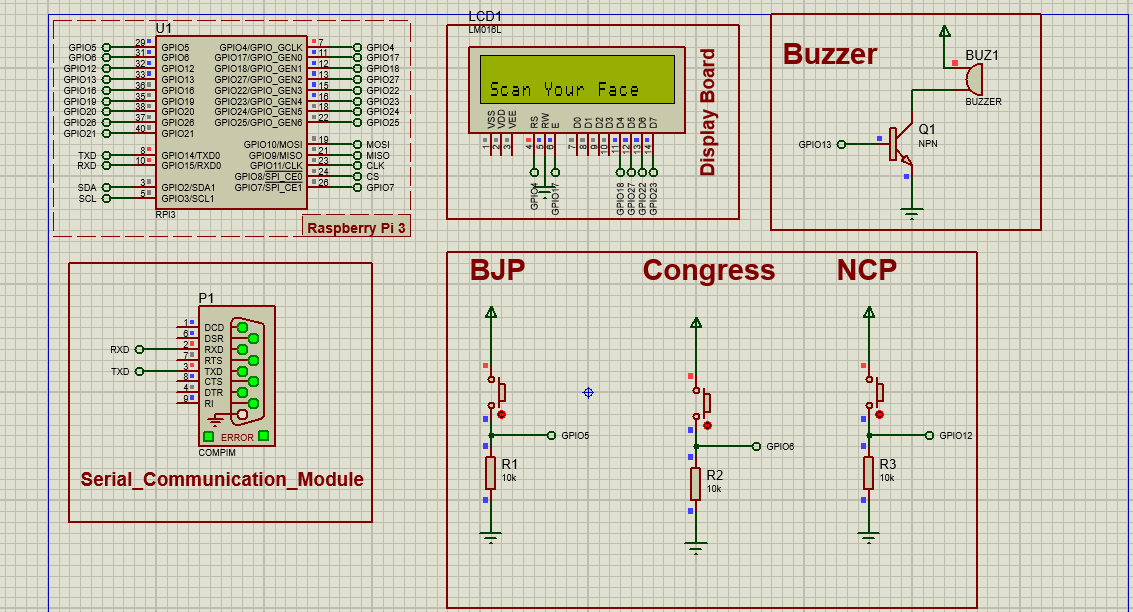 U1
29 GPIO5 GPIO5 GPIO4/GPIO_GCLK 7 GPIO4
31 GPIO6 GPIO6 GPIO17/GPIO_GEN0 11 GPIO17
32 GPIO12 GPIO12 GPIO18/GPIO_GEN1 12 GPIO18
33 GPIO13 GPIO13 GPIO27/GPIO_GEN2 13 GPIO27
36 GPIO16 GPIO16 GPIO22/GPIO_GEN3 15 GPIO22
35 GPIO19 GPIO19 GPIO23/GPIO_GEN4 16 GPIO23
38 GPIO20 GPIO20 GPIO24/GPIO_GEN5 18 GPIO24
37 GPIO26 GPIO26 GPIO25/GPIO_GEN6 22 GPIO25
40 GPIO21 GPIO21
GPIO10/MOSI 19 MOSI
TXD 8 GPIO14/TXD0 GPIO9/MISO 21 MISO
RXD 10 GPIO15/RXD0 GPIO11/CLK 23 CLK
GPIO8/SPI_CE0 24 CS
SDA 3 GPIO2/SDA1 GPIO7/SPI_CE1 26 GPIO7
SCL 5 GPIO3/SCL1
RPI3
Raspberry Pi 3
LCD1
LM016L
Scan Your Face
VSS VDD VEE RS RW E D0 D1 D2 D3 D4 D5 D6 D7
1 2 3 4 5 6 7 8 9 10 11 12 13 14
GPIO4 GPIO17 GPIO18 GPIO27 GPIO22 GPIO23
Display Board
Buzzer
BUZ1
BUZZER
Q1
NPN
GPIO13
P1
1 DCD
6 DSR
RXD 2 RXD
7 RTS
TXD 3 TXD
8 CTS
4 DTR
9 RI
ERROR
COMPIM
Serial_Communication_Module
BJP Congress NCP
GPIO5 GPIO6 GPIO12
R1
10k
R2
10k
R3
10k